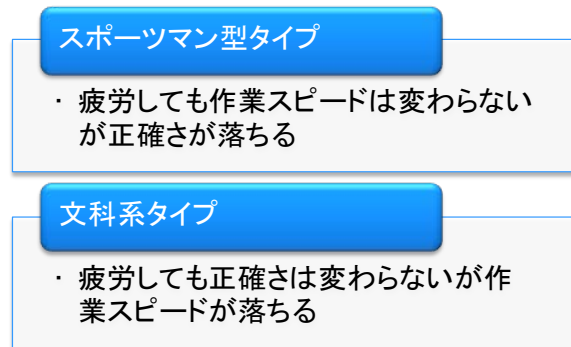 スポーツマン型タイプ
・ 疲労しても作業スピードは変わらない
が正確さが落ちる
文科系タイプ
・ 疲労しても正確さは変わらないが作
業スピードが落ちる